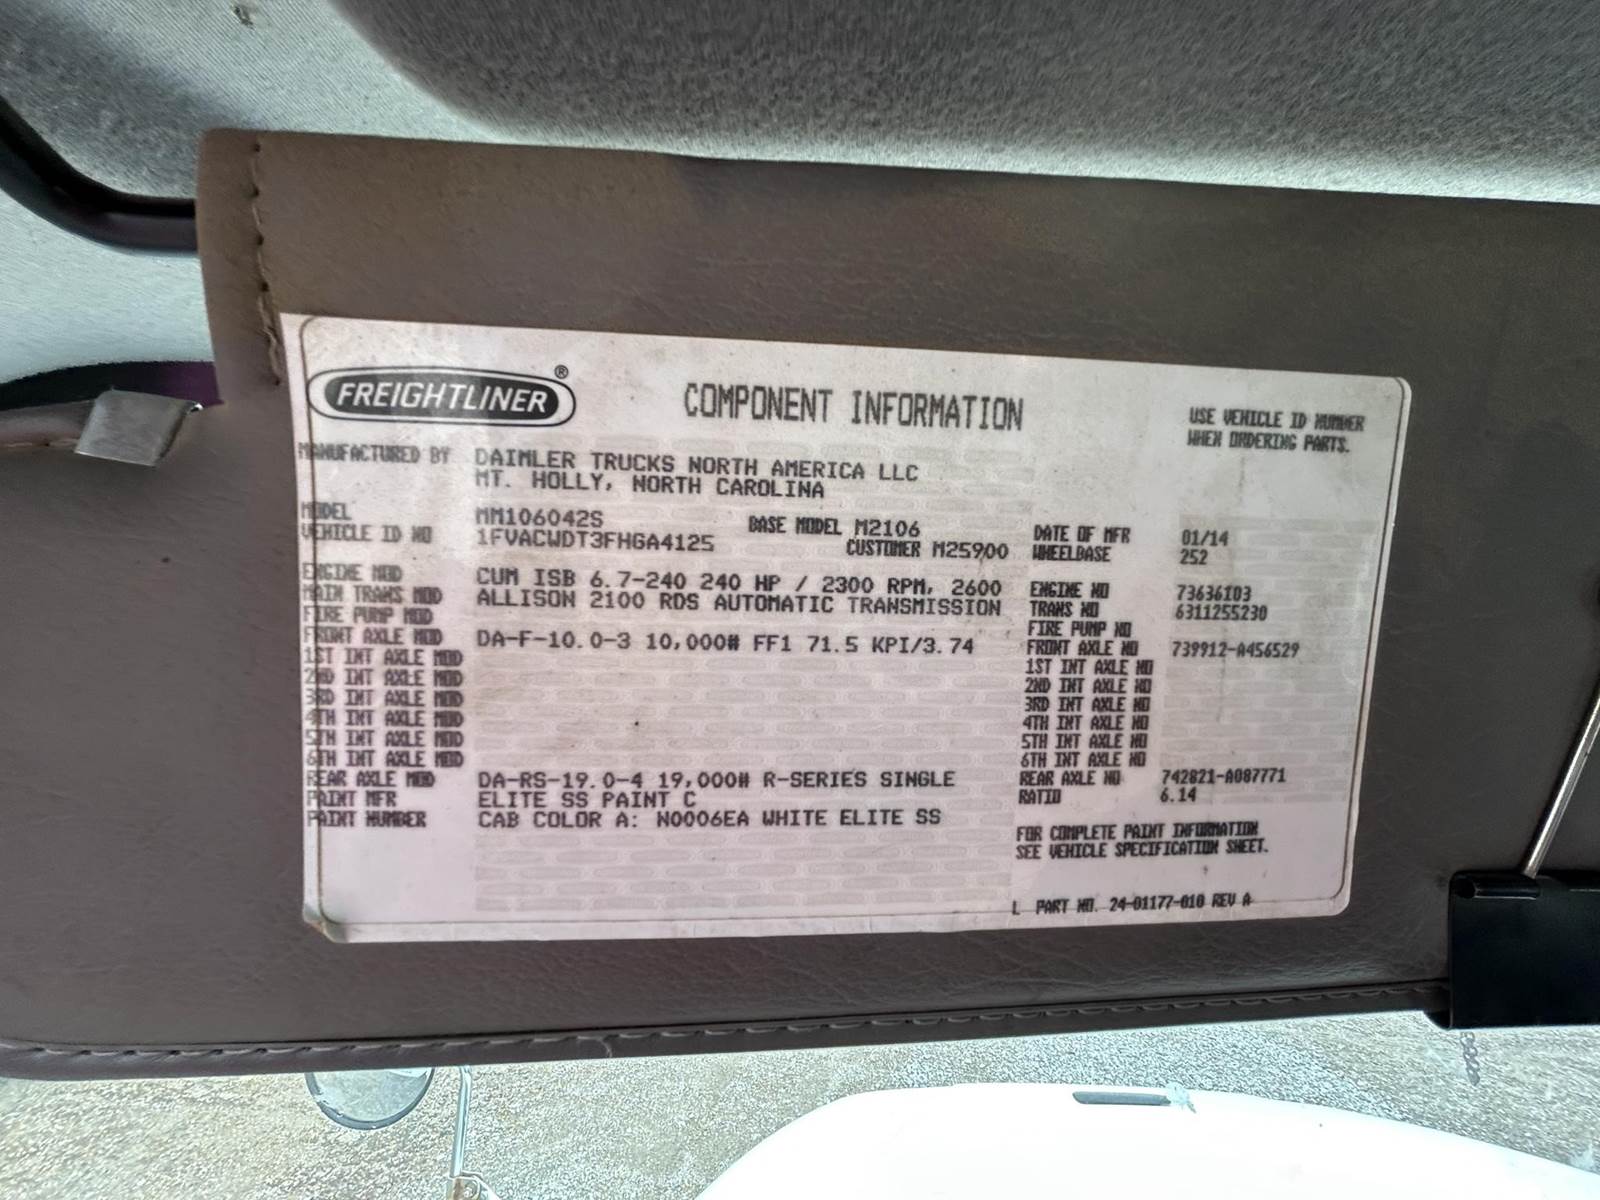 FREIGHTLINER®
COMPONENT INFORMATION
USE VEHICLE ID NUMBER
WHEN ORDERING PARTS.
MANUFACTURED BY DAIMLER TRUCKS NORTH AMERICA LLC
MT. HOLLY, NORTH CAROLINA
MODEL MM106042S BASE MODEL M2106 DATE OF MFR 01/14
VEHICLE ID NO 1FVACWDT3FHGA4125 CUSTOMER M25900 WHEELBASE 252
ENGINE MOD CUM ISB 6.7-240 240 HP / 2300 RPM, 2600 ENGINE NO 73636103
MAIN TRANS MOD ALLISON 2100 RDS AUTOMATIC TRANSMISSION TRANS NO 6311255230
FIRE PUMP MOD FIRE PUMP NO
FRONT AXLE MOD DA-F-10.0-3 10,000# FF1 71.5 KPI/3.74 FRONT AXLE NO 739912-A456529
1ST INT AXLE MOD 1ST INT AXLE NO
2ND INT AXLE MOD 2ND INT AXLE NO
3RD INT AXLE MOD 3RD INT AXLE NO
4TH INT AXLE MOD 4TH INT AXLE NO
5TH INT AXLE MOD 5TH INT AXLE NO
6TH INT AXLE MOD 6TH INT AXLE NO
REAR AXLE MOD DA-RS-19.0-4 19,000# R-SERIES SINGLE REAR AXLE NO 742821-A087771
PAINT MFR ELITE SS PAINT C RATIO 6.14
PAINT NUMBER CAB COLOR A: N0006EA WHITE ELITE SS
FOR COMPLETE PAINT INFORMATION
SEE VEHICLE SPECIFICATION SHEET.
L PART NO. 24-01177-010 REV A